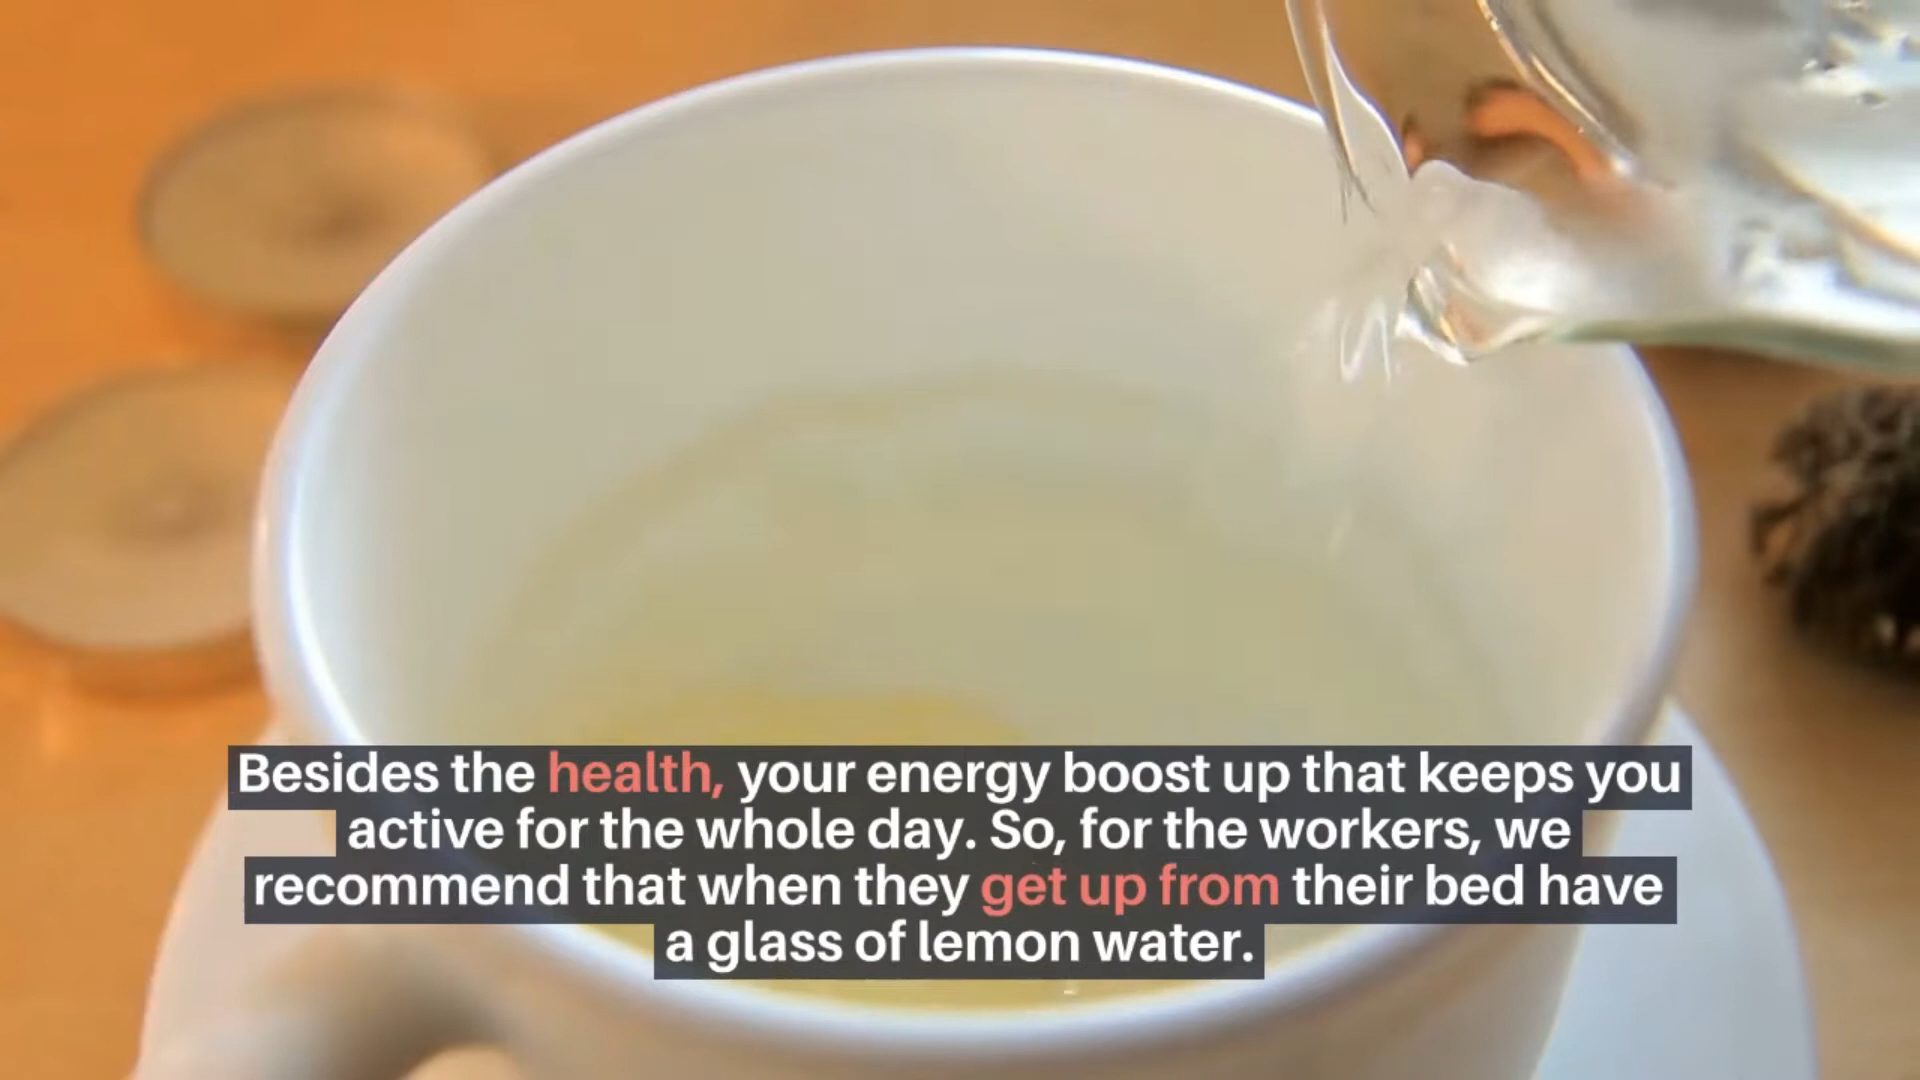 Besides the health, your energy boost up that keeps you
active for the whole day. So, for the workers, we
recommend that when they get up from their bed have
a glass of lemon water.